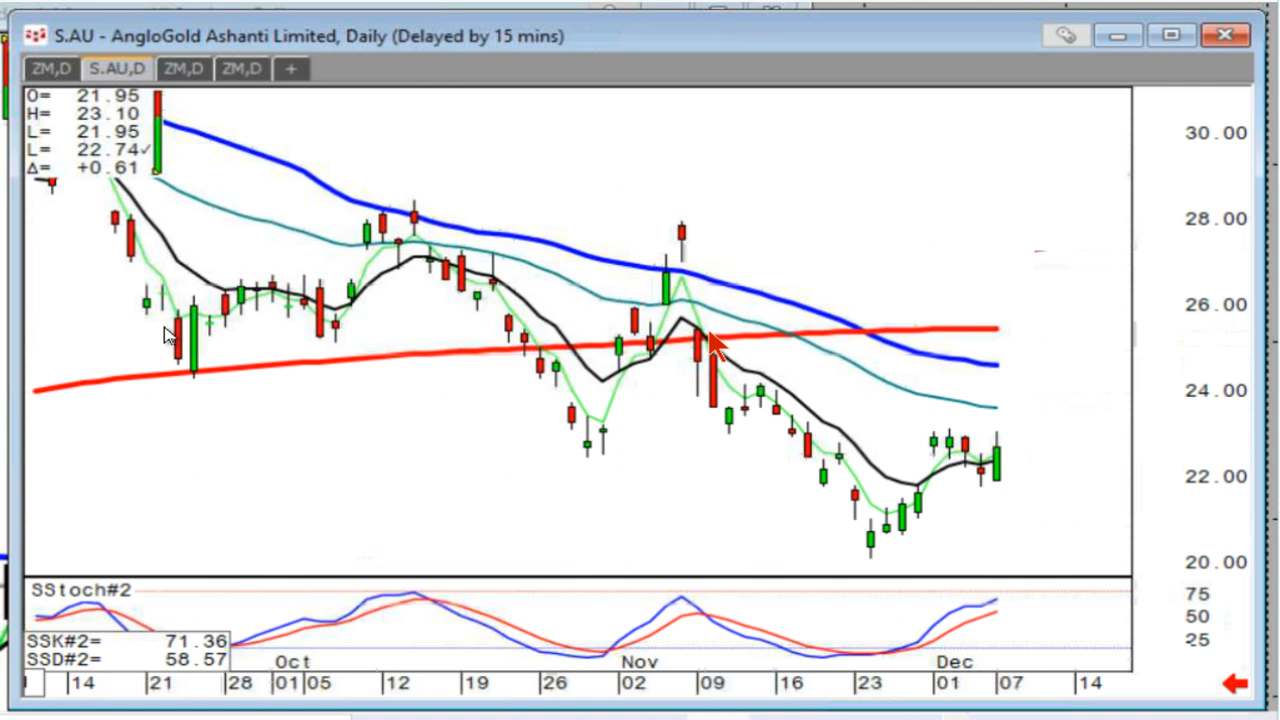 S.AU - AngloGold Ashanti Limited, Daily (Delayed by 15 mins)
ZM,D S.AU,D ZM,D ZM,D +
O= 21.95
H= 23.10
L= 21.95
L= 22.74✓
Δ= +0.61
30.00
28.00
26.00
24.00
22.00
20.00
SStoch#2
75
50
25
SSK#2= 71.36
SSD#2= 58.57
Oct Nov Dec
14 21 28 01 05 12 19 26 02 09 16 23 01 07 14